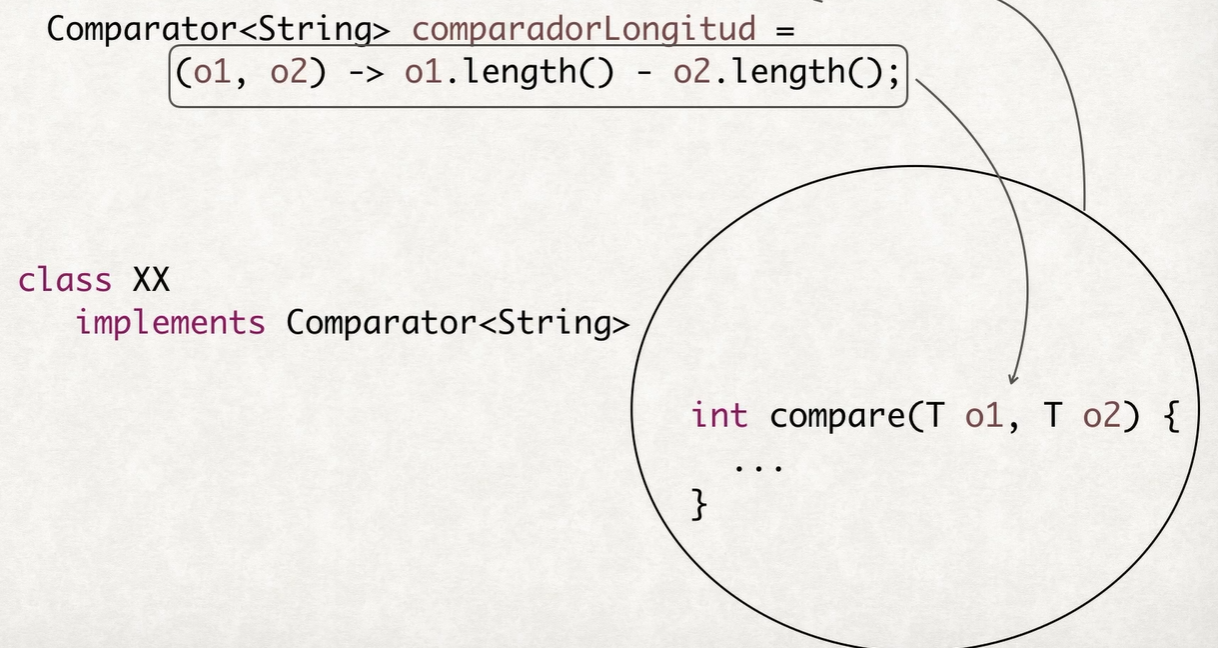 Comparator<String> comparadorLongitud =
(o1, o2) -> o1.length() - o2.length();
class XX
implements Comparator<String>
int compare(T o1, T o2) {
...
}